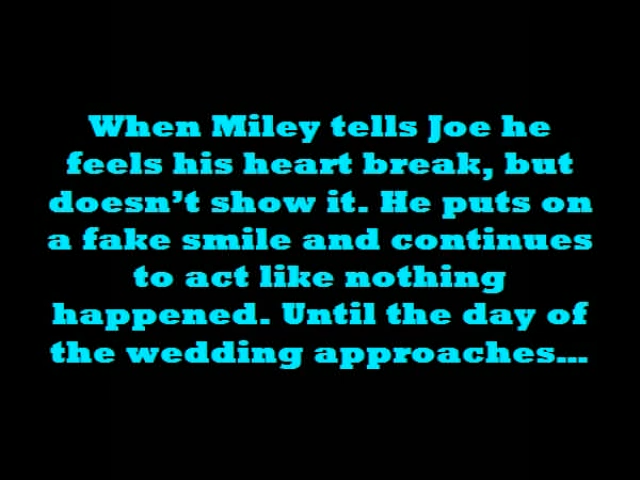 When Miley tells Joe he
feels his heart break, but
doesn't show it. He puts on
a fake smile and continues
to act like nothing
happened. Until the day of
the wedding approaches...